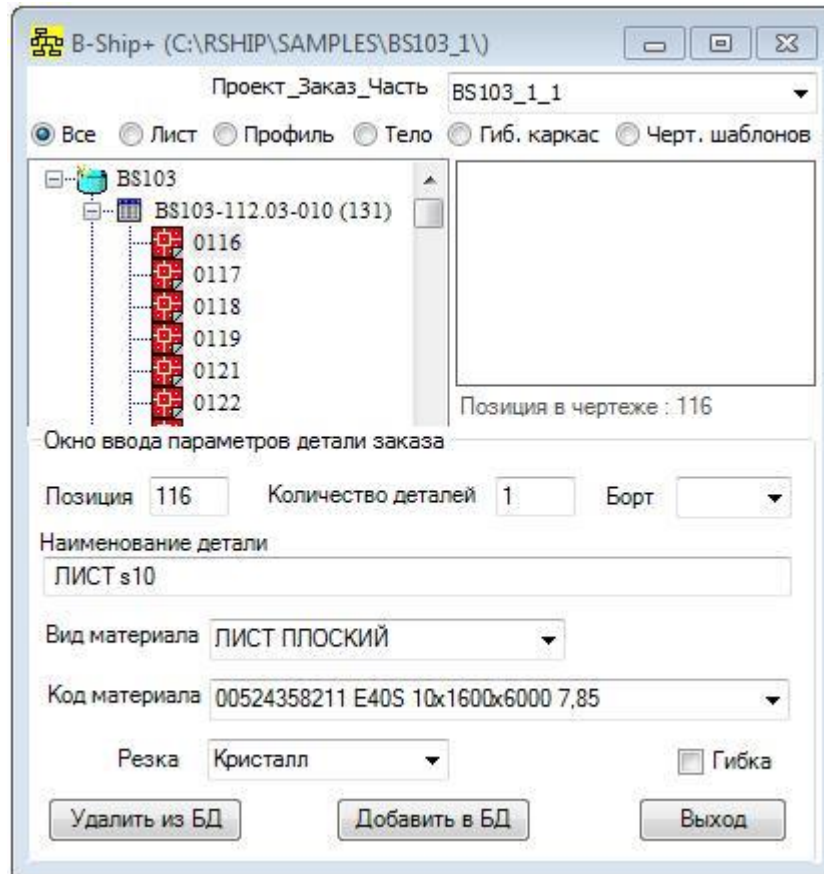 B-Ship+ (C:\RSHIP\SAMPLES\BS103_1\)
Проект_Заказ_Часть BS103_1_1
Все Лист Профиль Тело Гиб. каркас Черт. шаблонов
BS103
BS103-112.03-010 (131)
0116
0117
0118
0119
0121
0122
Позиция в чертеже : 116
Окно ввода параметров детали заказа
Позиция 116 Количество деталей 1 Борт
Наименование детали
ЛИСТ s10
Вид материала ЛИСТ ПЛОСКИЙ
Код материала 00524358211 E40S 10x1600x6000 7,85
Резка Кристалл Гибка
Удалить из БД Добавить в БД Выход